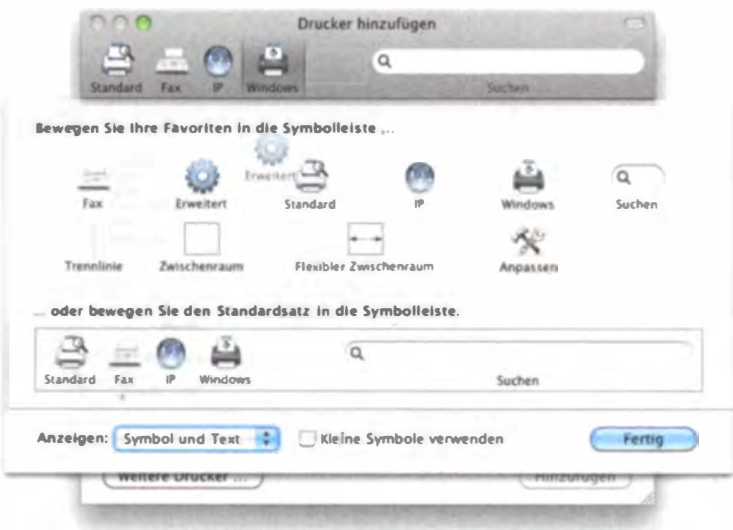 Drucker hinzufügen
Standard Fax IP Windows Suchen
Bewegen Sie Ihre Favoriten in die Symbolleiste ...
Erweitert
Fax Erweitert Standard IP Windows Suchen
Trennlinie Zwischenraum Flexibler Zwischenraum Anpassen
... oder bewegen Sie den Standardsatz in die Symbolleiste.
Standard Fax IP Windows Suchen
Anzeigen: Symbol und Text Kleine Symbole verwenden Fertig
Weitere Drucker ... Hinzufügen